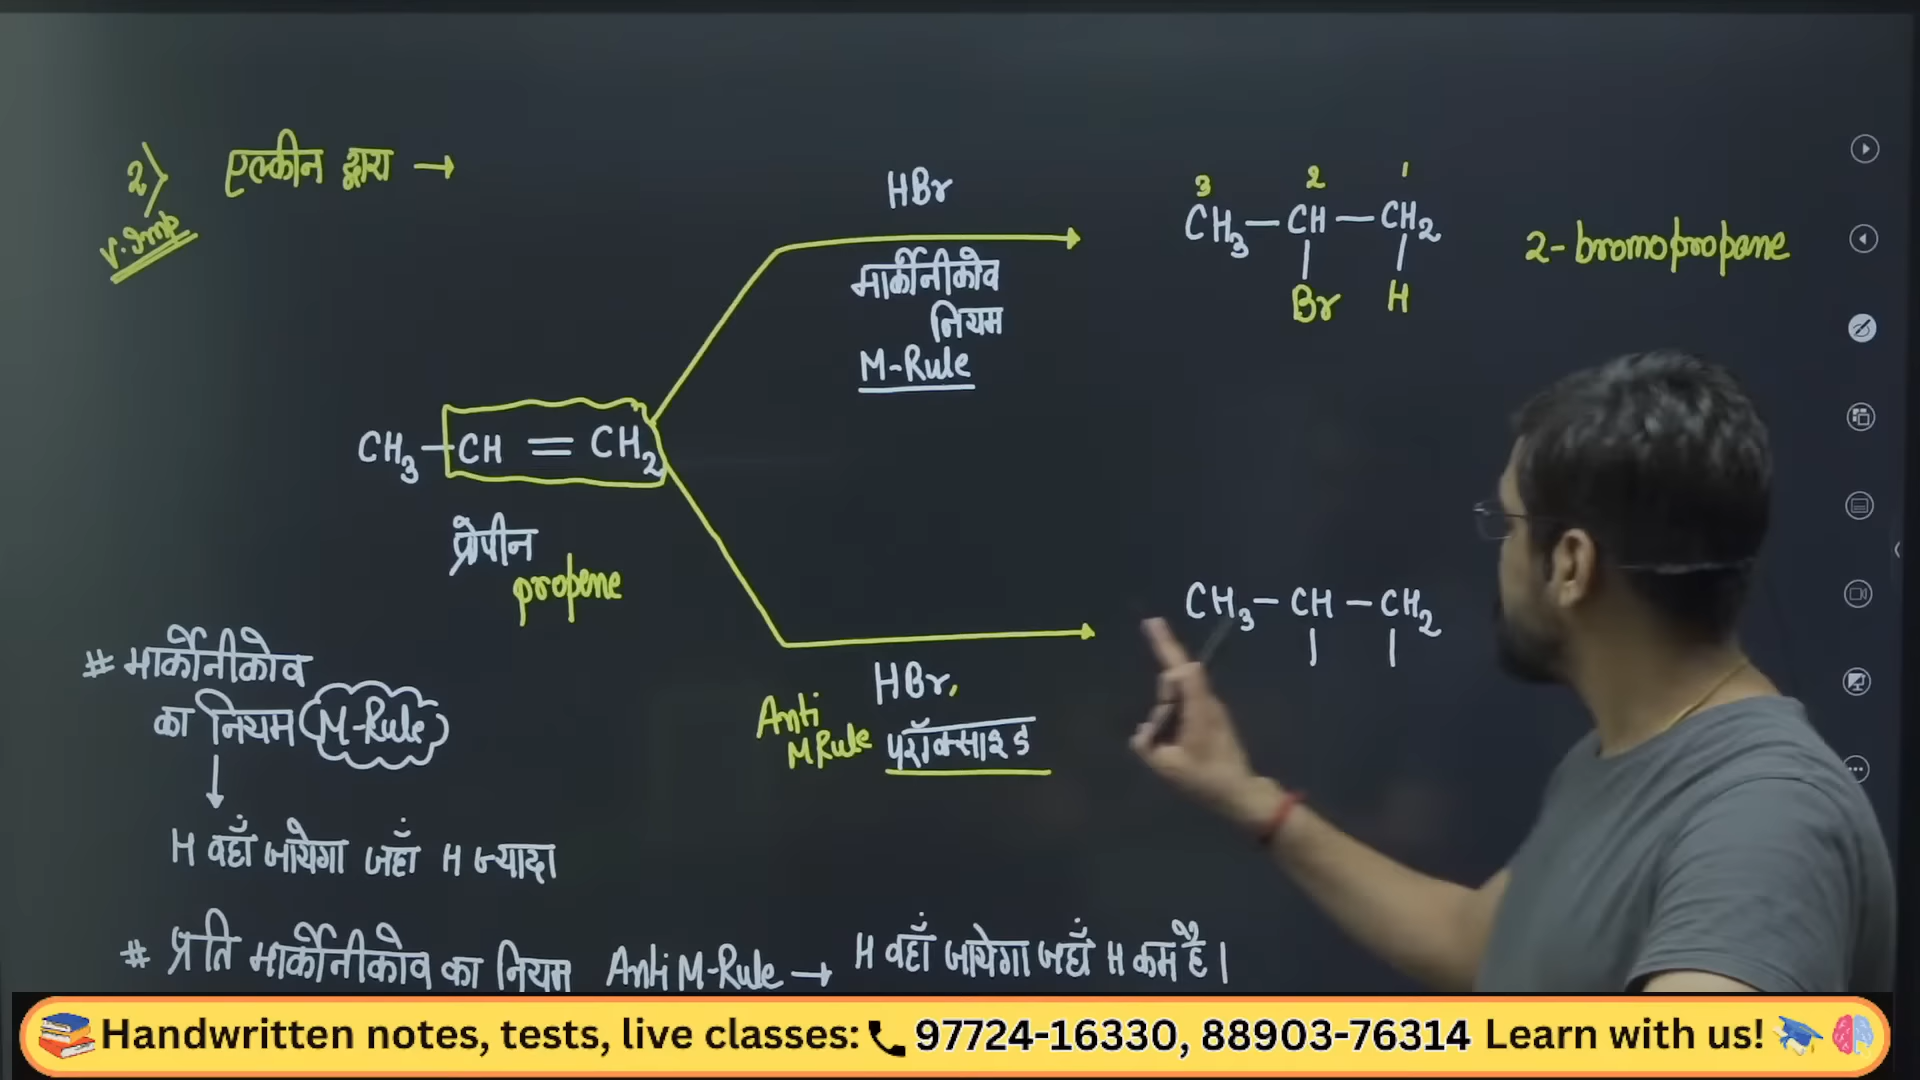 2) एल्कीन द्वारा →
V. Imp
HBr
मार्कोनीकोव
नियम
M-Rule
3 2 1
CH3 — CH — CH2
Br H
2-bromopropane
CH3 — CH = CH2
प्रोपीन
propene
CH3 — CH — CH2
HBr,
Anti
M Rule
परॉक्साइड
# मार्कोनीकोव
का नियम M-Rule
H वहाँ जायेगा जहाँ H ज्यादा
# प्रति मार्कोनीकोव का नियम Anti M-Rule → H वहाँ जायेगा जहाँ H कम है।
Handwritten notes, tests, live classes: 97724-16330, 88903-76314 Learn with us!